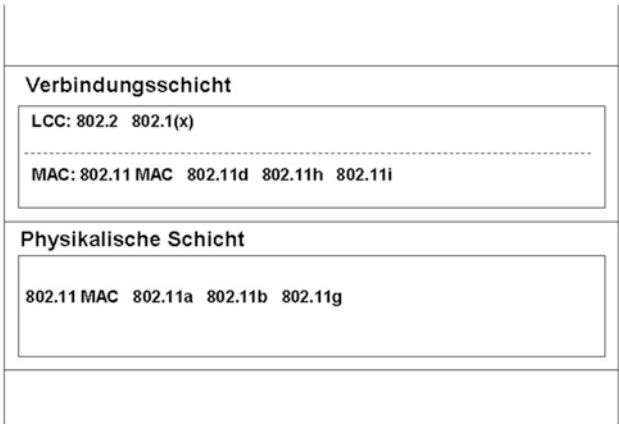 Verbindungsschicht
LCC: 802.2 802.1(x)
MAC: 802.11 MAC 802.11d 802.11h 802.11i
Physikalische Schicht
802.11 MAC 802.11a 802.11b 802.11g